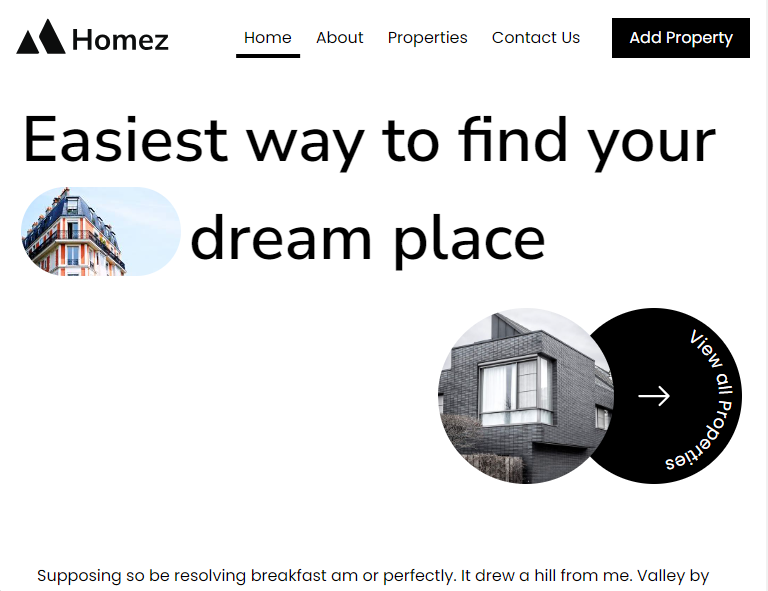 Homez
Home About Properties Contact Us Add Property
Easiest way to find your
dream place
View all Properties
Supposing so be resolving breakfast am or perfectly. It drew a hill from me. Valley by